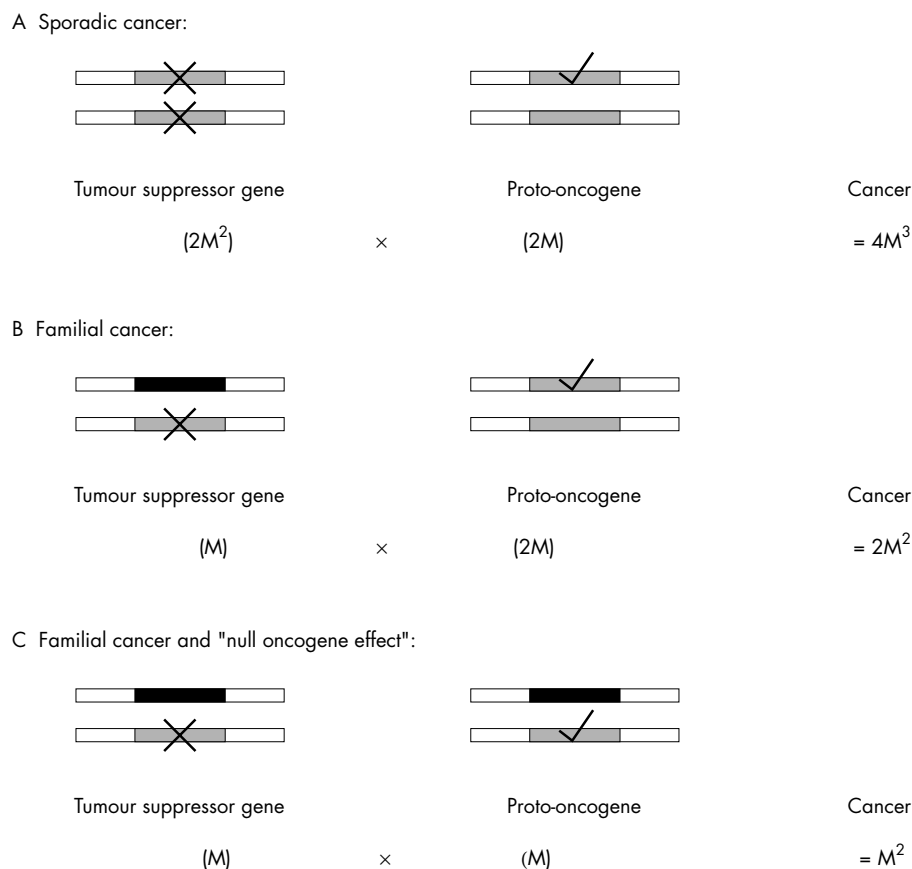 A Sporadic cancer:
Tumour suppressor gene Proto-oncogene Cancer
(2M²) × (2M) = 4M³
B Familial cancer:
Tumour suppressor gene Proto-oncogene Cancer
(M) × (2M) = 2M²
C Familial cancer and "null oncogene effect":
Tumour suppressor gene Proto-oncogene Cancer
(M) × (M) = M²